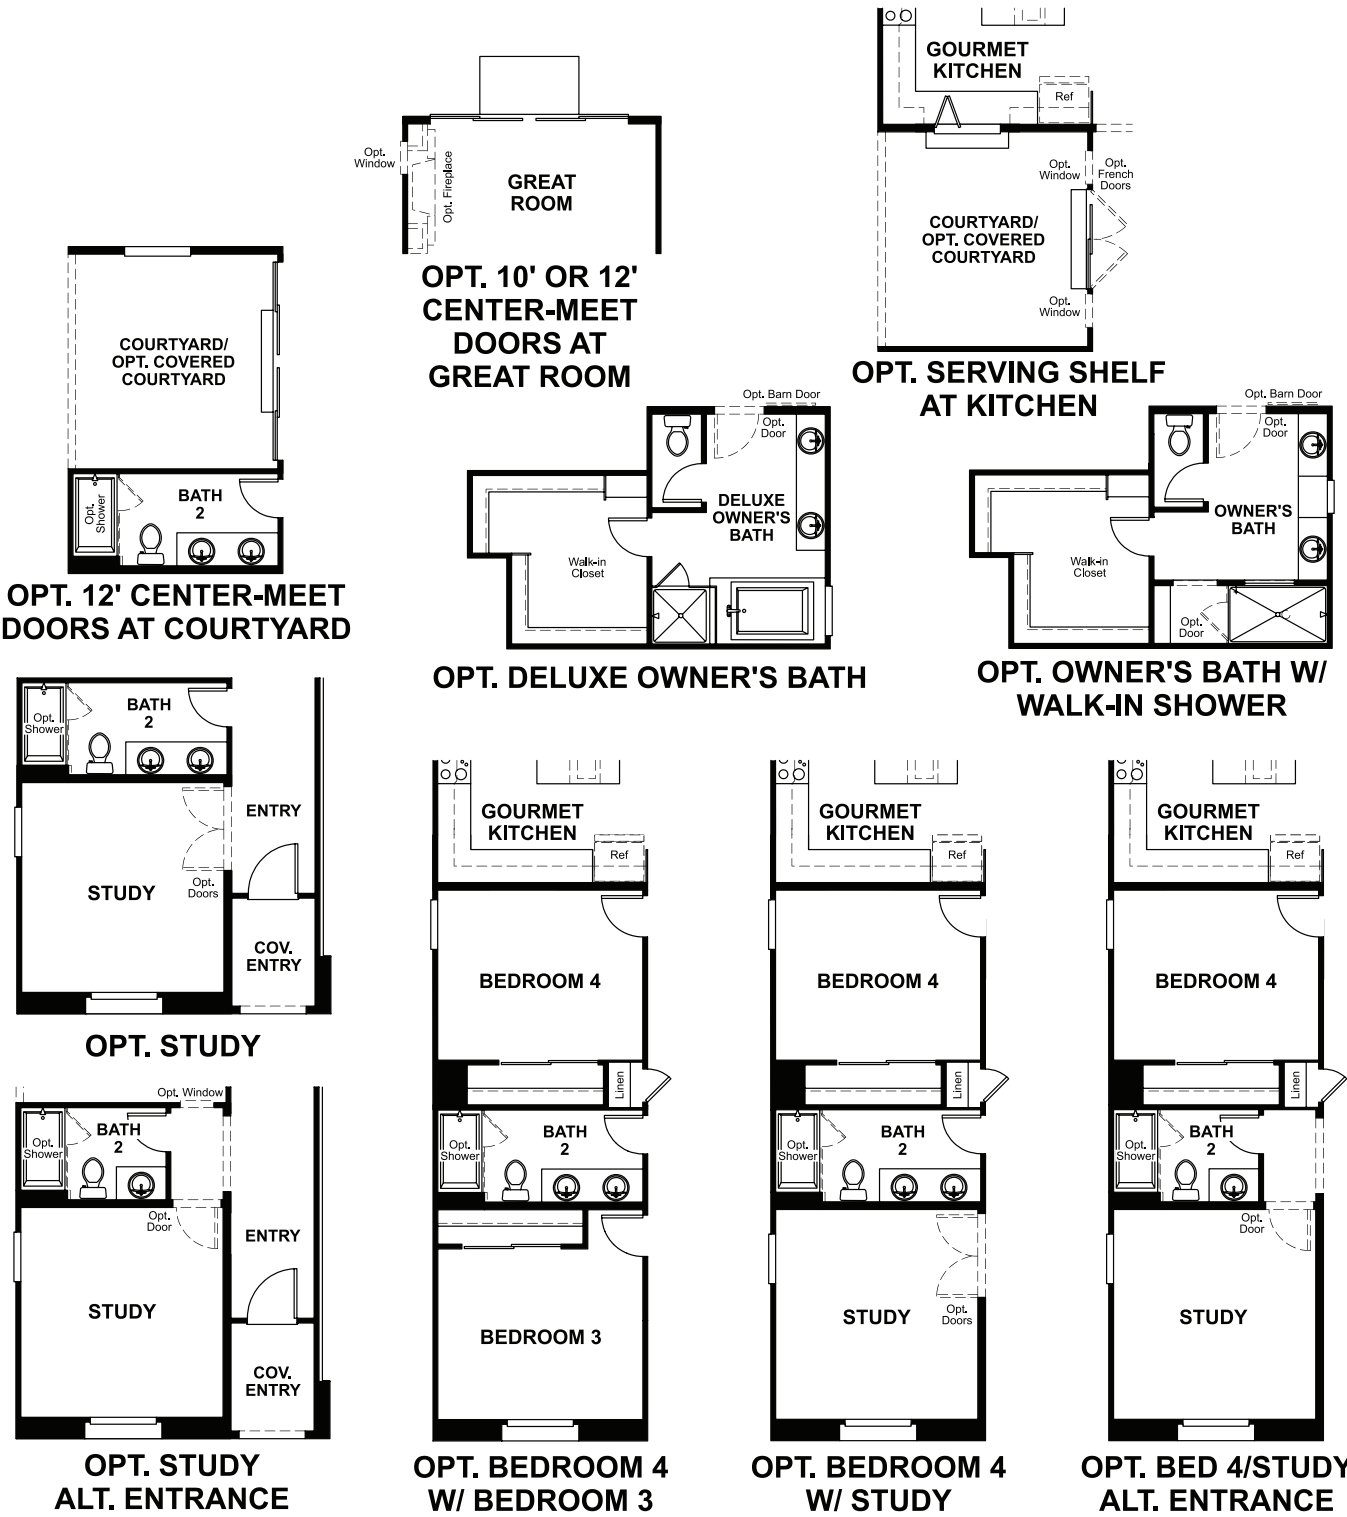 GOURMET
KITCHEN
Ref
Opt.
Window
Opt. Fireplace
GREAT
ROOM
OPT. 10' OR 12'
CENTER-MEET
DOORS AT
GREAT ROOM
Opt.
Window
Opt.
French
Doors
COURTYARD/
OPT. COVERED
COURTYARD
Opt.
Window
OPT. SERVING SHELF
AT KITCHEN
COURTYARD/
OPT. COVERED
COURTYARD
Opt.
Shower
BATH
2
OPT. 12' CENTER-MEET
DOORS AT COURTYARD
Opt. Barn Door
Opt.
Door
DELUXE
OWNER'S
BATH
Walk-in
Closet
OPT. DELUXE OWNER'S BATH
Opt. Barn Door
Opt.
Door
OWNER'S
BATH
Walk-in
Closet
Opt.
Door
OPT. OWNER'S BATH W/
WALK-IN SHOWER
Opt.
Shower
BATH
2
ENTRY
STUDY
Opt.
Doors
COV.
ENTRY
OPT. STUDY
Opt. Window
Opt.
Shower
BATH
2
Opt.
Door
ENTRY
STUDY
COV.
ENTRY
OPT. STUDY
ALT. ENTRANCE
GOURMET
KITCHEN
Ref
BEDROOM 4
Linen
Opt.
Shower
BATH
2
BEDROOM 3
OPT. BEDROOM 4
W/ BEDROOM 3
GOURMET
KITCHEN
Ref
BEDROOM 4
Linen
Opt.
Shower
BATH
2
STUDY
Opt.
Doors
OPT. BEDROOM 4
W/ STUDY
GOURMET
KITCHEN
Ref
BEDROOM 4
Linen
Opt.
Shower
BATH
2
Opt.
Door
STUDY
OPT. BED 4/STUDY
ALT. ENTRANCE